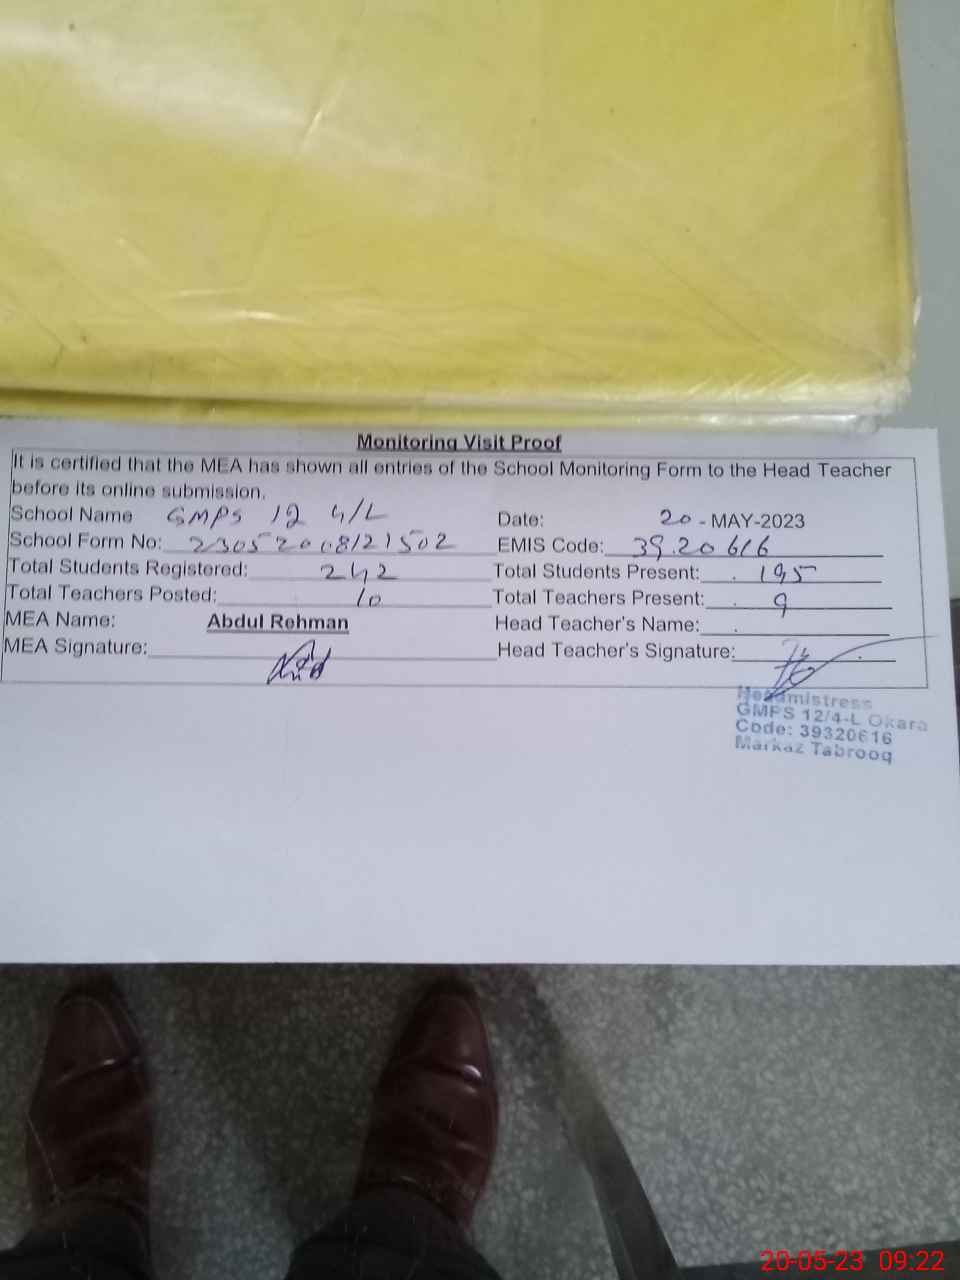 Monitoring Visit Proof
It is certified that the MEA has shown all entries of the School Monitoring Form to the Head Teacher
before its online submission.
School Name GMPS 12 4/L Date: 20 - MAY-2023
School Form No: EMIS Code: 39320616
Total Students Registered: 242 Total Students Present: 195
Total Teachers Posted: 10 Total Teachers Present: 9
MEA Name: Abdul Rehman Head Teacher's Name:
MEA Signature: Head Teacher's Signature:
Headmistress
GMPS 12/4-L Okara
Code: 39320616
Markaz Tabrooq
20-05-23 09:22